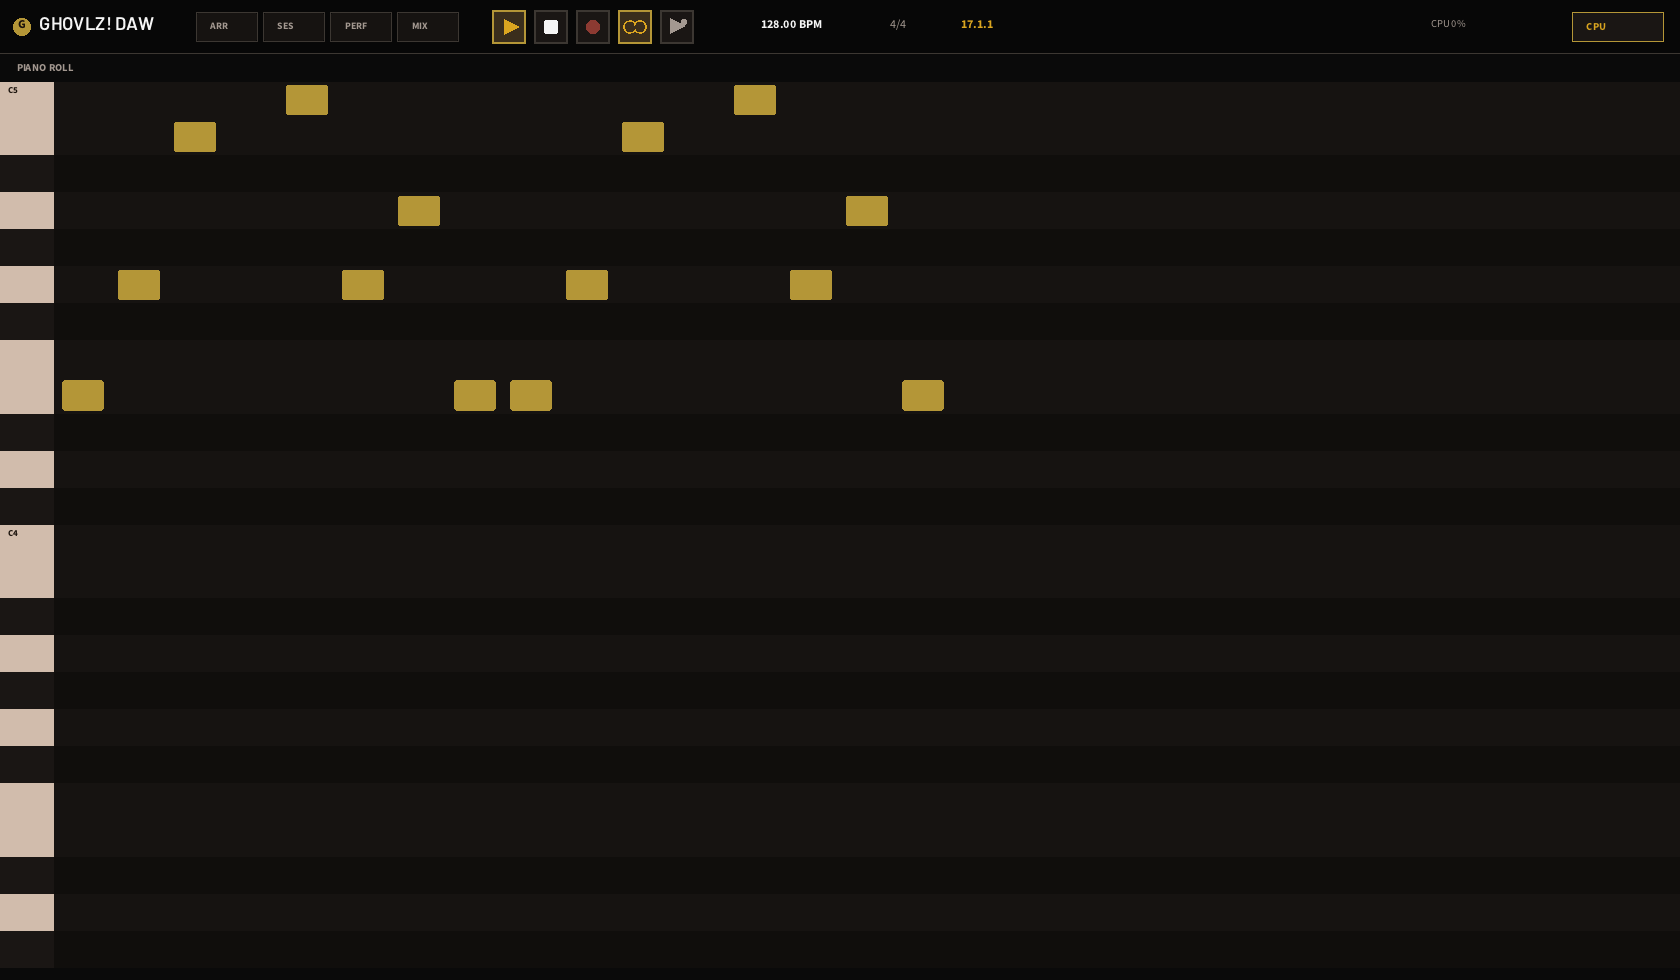 G GHOVLZ! DAW ARR SES PERF MIX 128.00 BPM 4/4 17.1.1 CPU 0% CPU
PIANO ROLL
C5
C4